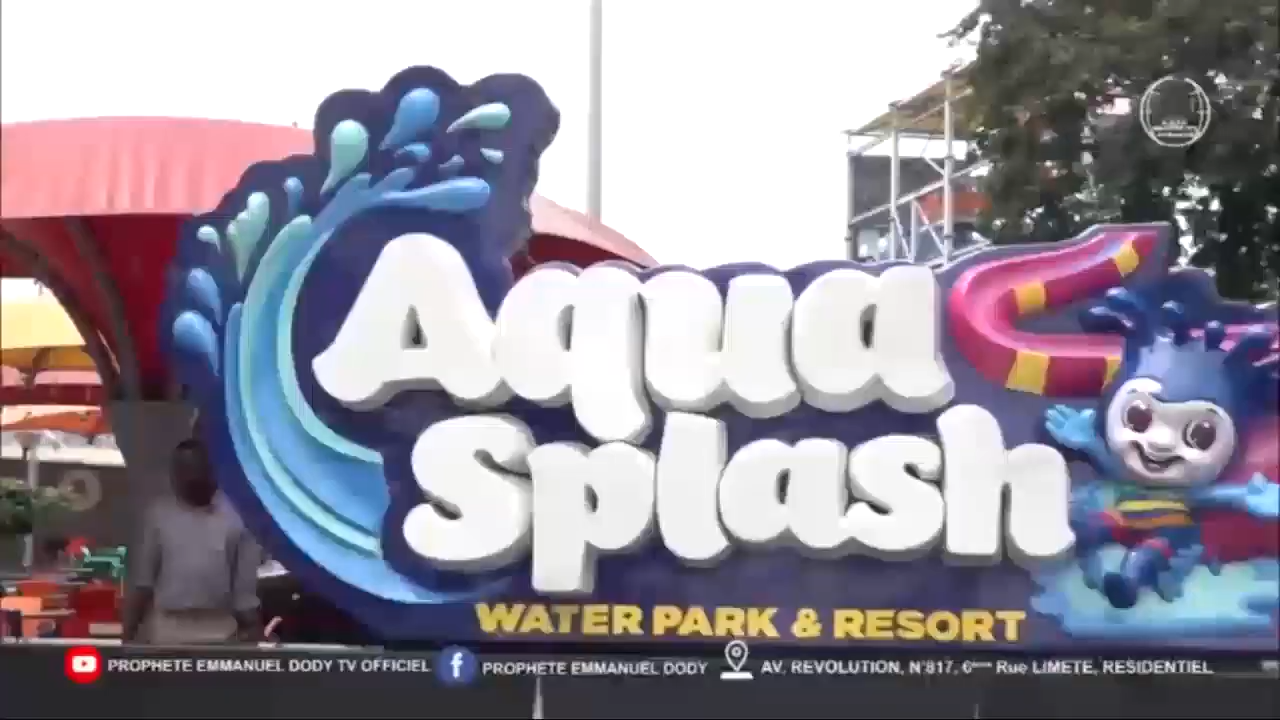 Aqua
Splash
WATER PARK & RESORT
PROPHETE EMMANUEL DODY TV OFFICIEL PROPHETE EMMANUEL DODY AV. REVOLUTION, N°817, 6ème Rue LIMETE, RESIDENTIEL